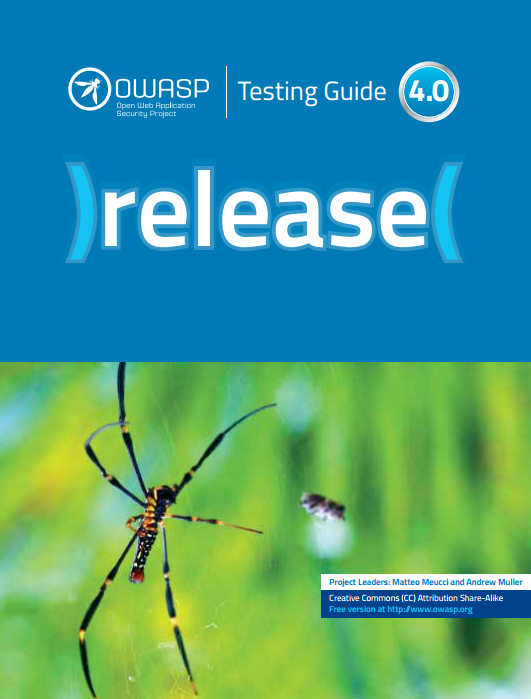 OWASP
Open Web Application
Security Project
Testing Guide
4.0
)release(
Project Leaders: Matteo Meucci and Andrew Muller
Creative Commons (CC) Attribution Share-Alike
Free version at http://www.owasp.org